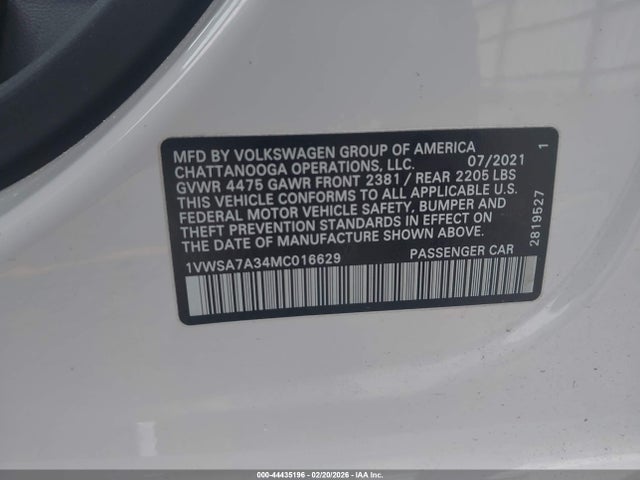 MFD BY VOLKSWAGEN GROUP OF AMERICA
CHATTANOOGA OPERATIONS, LLC. 07/2021 1
GVWR 4475 GAWR FRONT 2381 / REAR 2205 LBS
THIS VEHICLE CONFORMS TO ALL APPLICABLE U.S.
FEDERAL MOTOR VEHICLE SAFETY, BUMPER AND
THEFT PREVENTION STANDARDS IN EFFECT ON
THE DATE OF MANUFACTURE SHOWN ABOVE.
1VWSA7A34MC016629 PASSENGER CAR
2819527
000-44435196 - 02/20/2026 - IAA Inc.